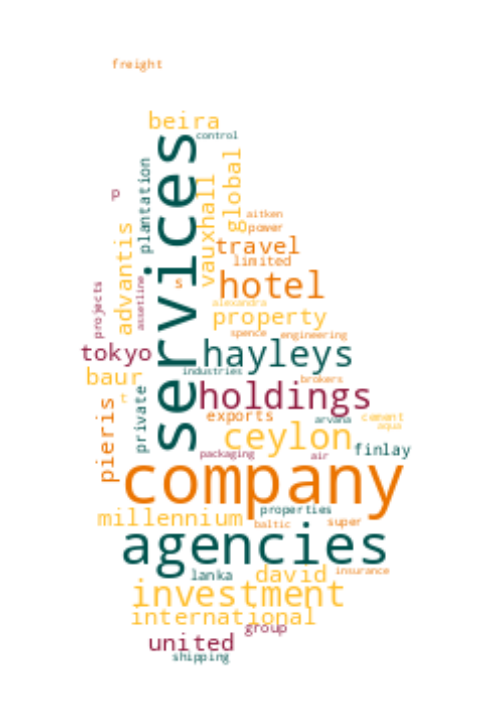 freight
beira
control
services
plantation
global
vauxhall
p
aitken
power
advantis
travel
limited
s
hotel
assetline
projects
alexandra
property
spence
engineering
tokyo
hayleys
industries
baur
brokers
private
holdings
t
pieris
exports
arvana
cement
aqua
ceylon
finlay
packaging
air
company
properties
millennium
baltic
super
agencies
lanka
david
insurance
investment
international
group
united
shipping